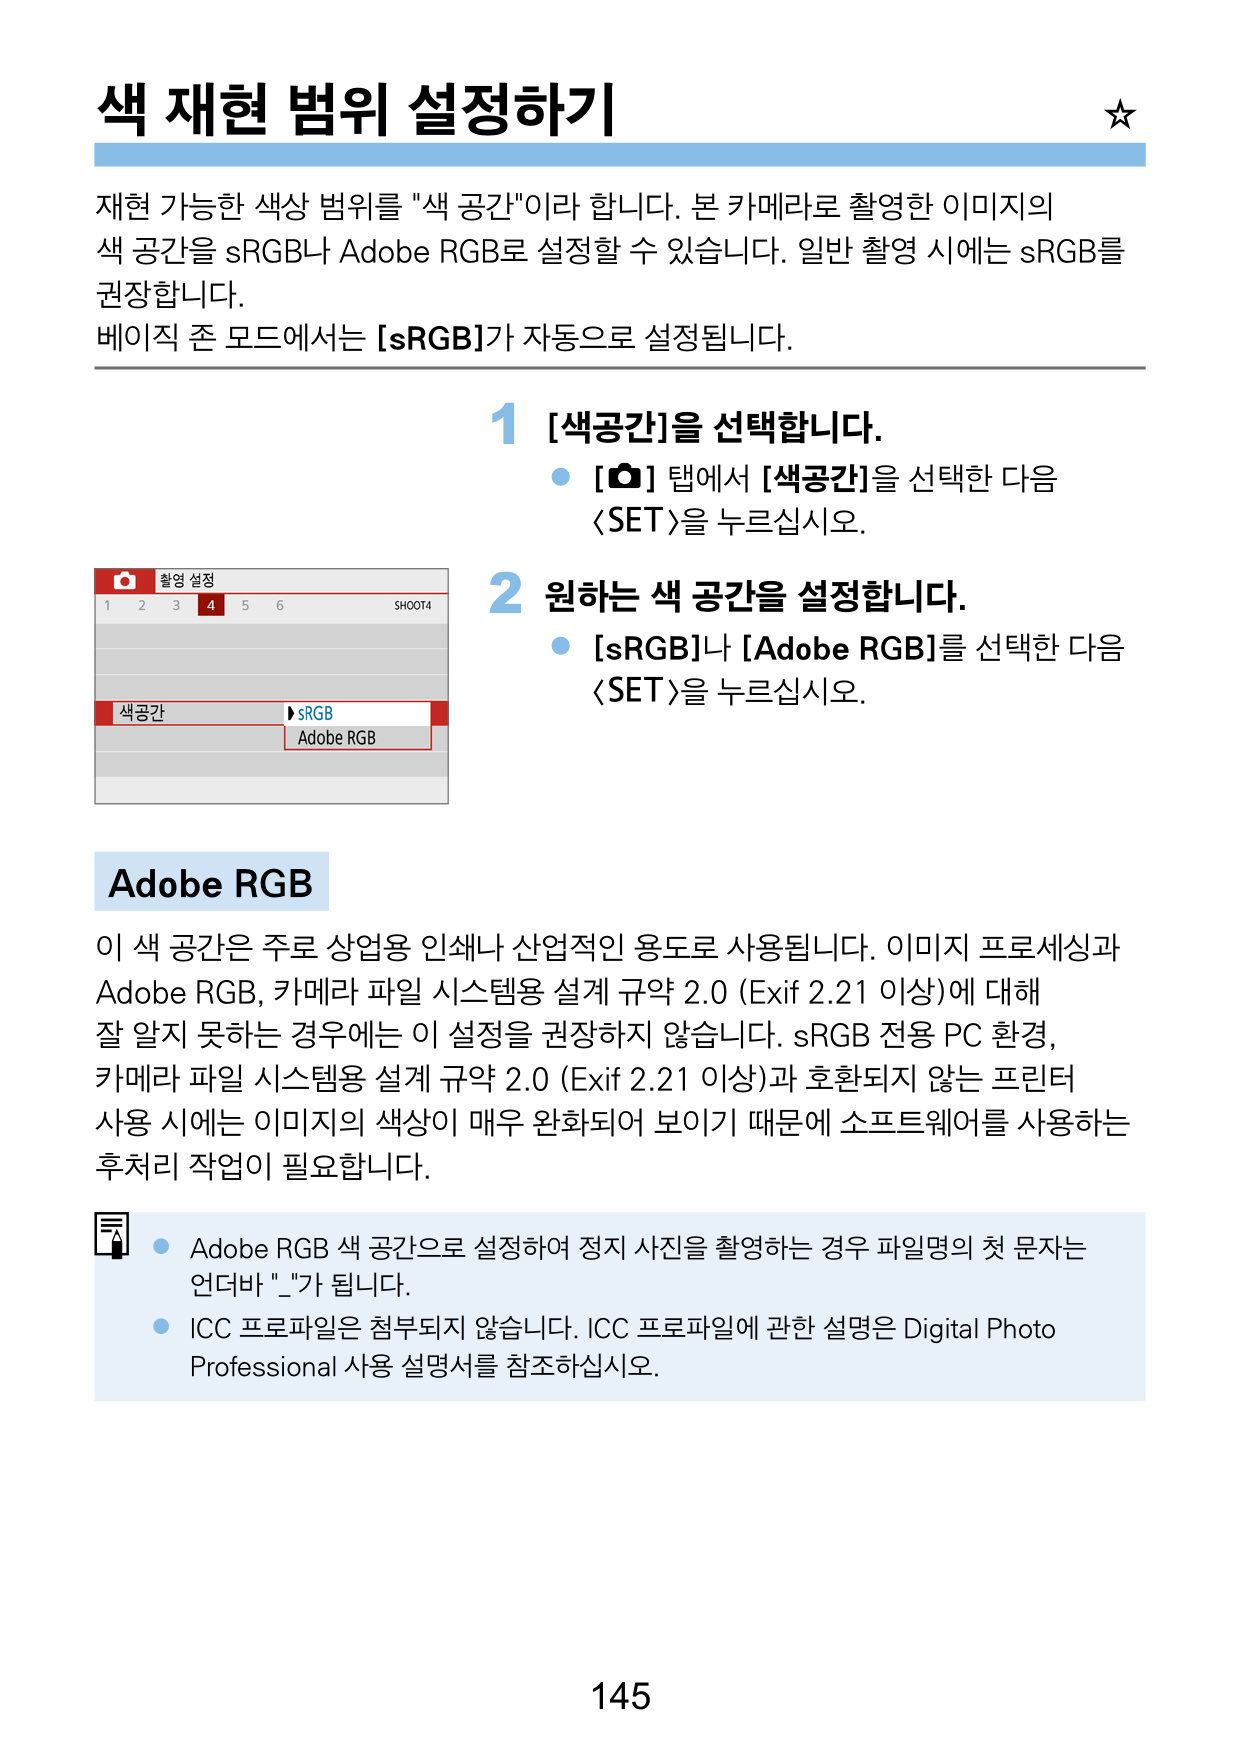 색 재현 범위 설정하기 ☆
재현 가능한 색상 범위를 "색 공간"이라 합니다. 본 카메라로 촬영한 이미지의
색 공간을 sRGB나 Adobe RGB로 설정할 수 있습니다. 일반 촬영 시에는 sRGB를
권장합니다.
베이직 존 모드에서는 [sRGB]가 자동으로 설정됩니다.
1 [색공간]을 선택합니다.
● [📷] 탭에서 [색공간]을 선택한 다음
〈SET〉을 누르십시오.
촬영 설정
1 2 3 4 5 6 SHOOT4
색공간 sRGB
Adobe RGB
2 원하는 색 공간을 설정합니다.
● [sRGB]나 [Adobe RGB]를 선택한 다음
〈SET〉을 누르십시오.
Adobe RGB
이 색 공간은 주로 상업용 인쇄나 산업적인 용도로 사용됩니다. 이미지 프로세싱과
Adobe RGB, 카메라 파일 시스템용 설계 규약 2.0 (Exif 2.21 이상)에 대해
잘 알지 못하는 경우에는 이 설정을 권장하지 않습니다. sRGB 전용 PC 환경,
카메라 파일 시스템용 설계 규약 2.0 (Exif 2.21 이상)과 호환되지 않는 프린터
사용 시에는 이미지의 색상이 매우 완화되어 보이기 때문에 소프트웨어를 사용하는
후처리 작업이 필요합니다.
● Adobe RGB 색 공간으로 설정하여 정지 사진을 촬영하는 경우 파일명의 첫 문자는
언더바 "_"가 됩니다.
● ICC 프로파일은 첨부되지 않습니다. ICC 프로파일에 관한 설명은 Digital Photo
Professional 사용 설명서를 참조하십시오.
145